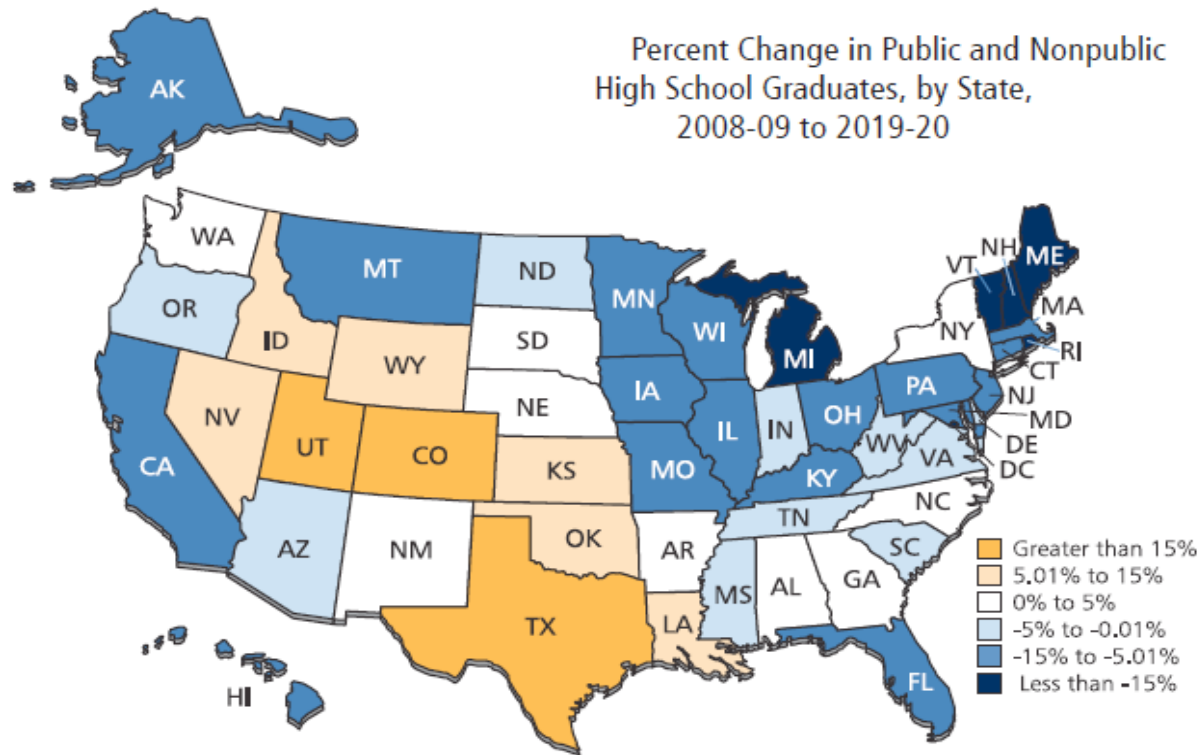 Percent Change in Public and Nonpublic
High School Graduates, by State,
2008-09 to 2019-20
AK
WA
MT
ND
MN
VT
NH
ME
OR
ID
WY
SD
WI
MI
NY
MA
RI
CT
NV
UT
CO
NE
IA
IL
IN
OH
PA
NJ
MD
DE
DC
CA
KS
MO
KY
WV
VA
AZ
NM
OK
AR
TN
NC
SC
TX
LA
MS
AL
GA
FL
HI
Greater than 15%
5.01% to 15%
0% to 5%
-5% to -0.01%
-15% to -5.01%
Less than -15%